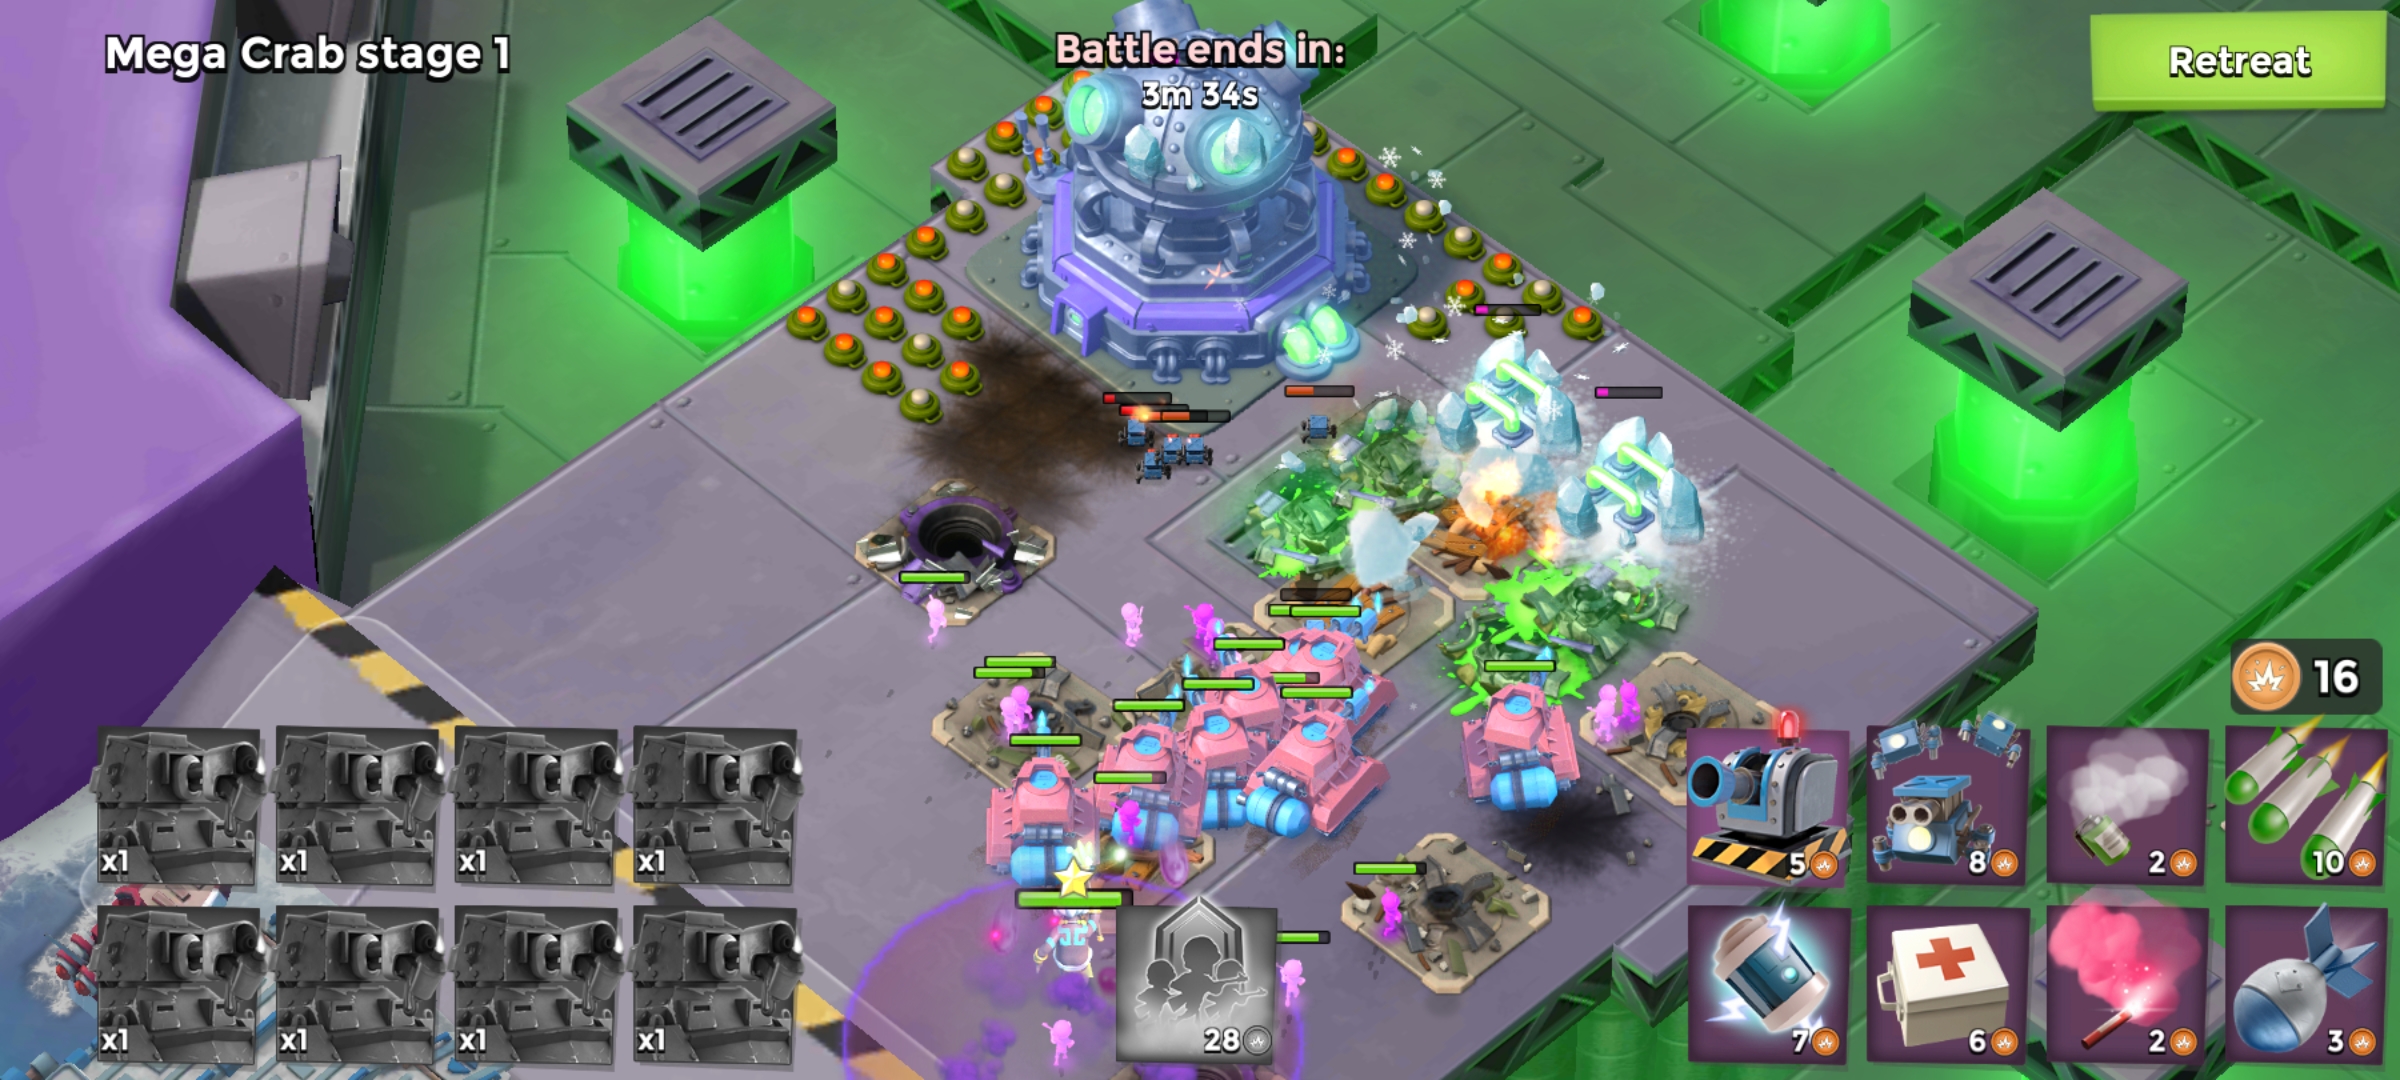 Mega Crab stage 1
Battle ends in:
3m 34s
Retreat
16
x1
x1
x1
x1
5
8
2
10
x1
x1
x1
x1
28
7
6
2
3